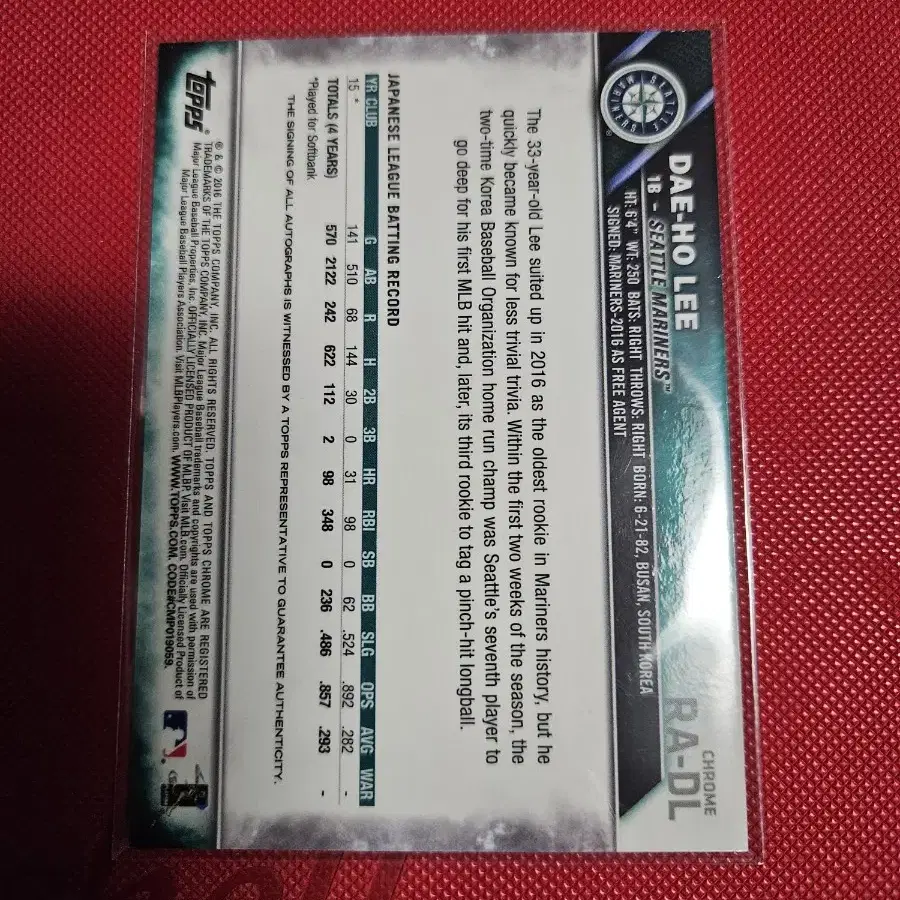 CHROME
RA-DL
SEATTLE
MARINERS
®
DAE-HO LEE
1B - SEATTLE MARINERS™
HT: 6'4" WT: 250 BATS: RIGHT THROWS: RIGHT BORN: 6-21-82, BUSAN, SOUTH KOREA
SIGNED: MARINERS-2016 AS FREE AGENT
The 33-year-old Lee suited up in 2016 as the oldest rookie in Mariners history, but he
quickly became known for less trivial trivia. Within the first two weeks of the season, the
two-time Korea Baseball Organization home run champ was Seattle's seventh player to
go deep for his first MLB hit and, later, its third rookie to tag a pinch-hit longball.
JAPANESE LEAGUE BATTING RECORD
YR CLUB G AB R H 2B 3B HR RBI SB BB SLG OPS AVG WAR
15 * 141 510 68 144 30 0 31 98 0 62 .524 .892 .282 -
TOTALS (4 YEARS) 570 2122 242 622 112 2 98 348 0 236 .486 .857 .293 -
*Played for Softbank
THE SIGNING OF ALL AUTOGRAPHS IS WITNESSED BY A TOPPS REPRESENTATIVE TO GUARANTEE AUTHENTICITY.
topps®
® & © 2016 THE TOPPS COMPANY, INC. ALL RIGHTS RESERVED. TOPPS AND TOPPS CHROME ARE REGISTERED
TRADEMARKS OF THE TOPPS COMPANY, INC. Major League Baseball trademarks and copyrights are used with permission of
Major League Baseball Properties, Inc. OFFICIALLY LICENSED PRODUCT OF MLBP. Visit MLB.com. Officially Licensed Product of
Major League Baseball Players Association. Visit MLBPlayers.com. WWW.TOPPS.COM. CODE#CMP019059.